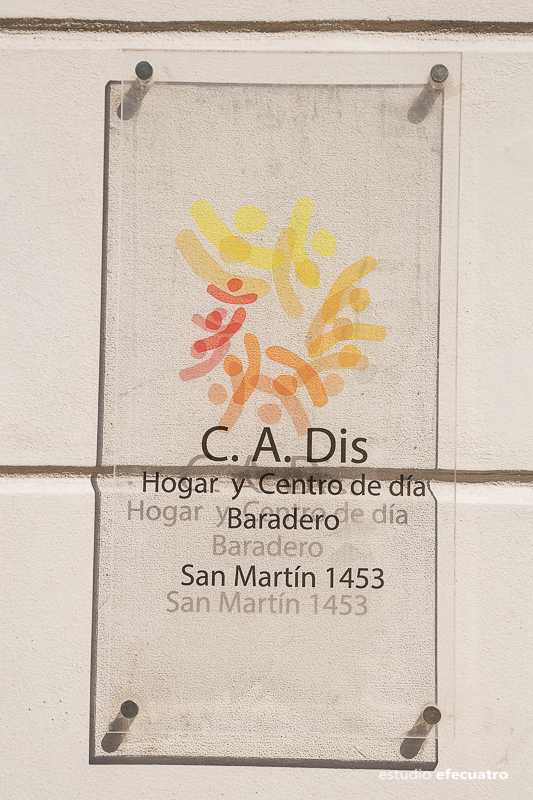 C. A. Dis
Hogar y Centro de día
Baradero
San Martín 1453
estudio efecuatro